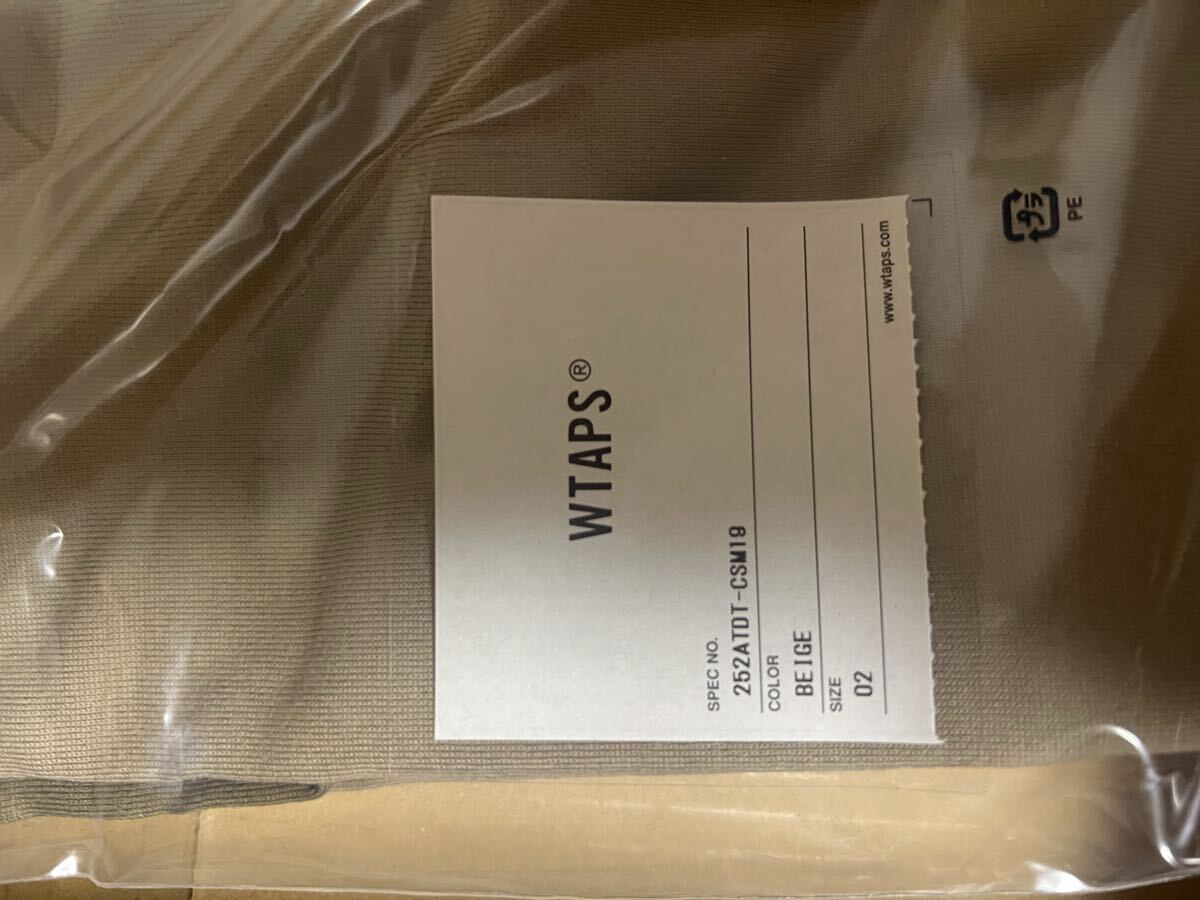 WTAPS®
SPEC NO.
252ATDT-CSM19
COLOR
BEIGE
SIZE
02
www.wtaps.com
プラ
PE